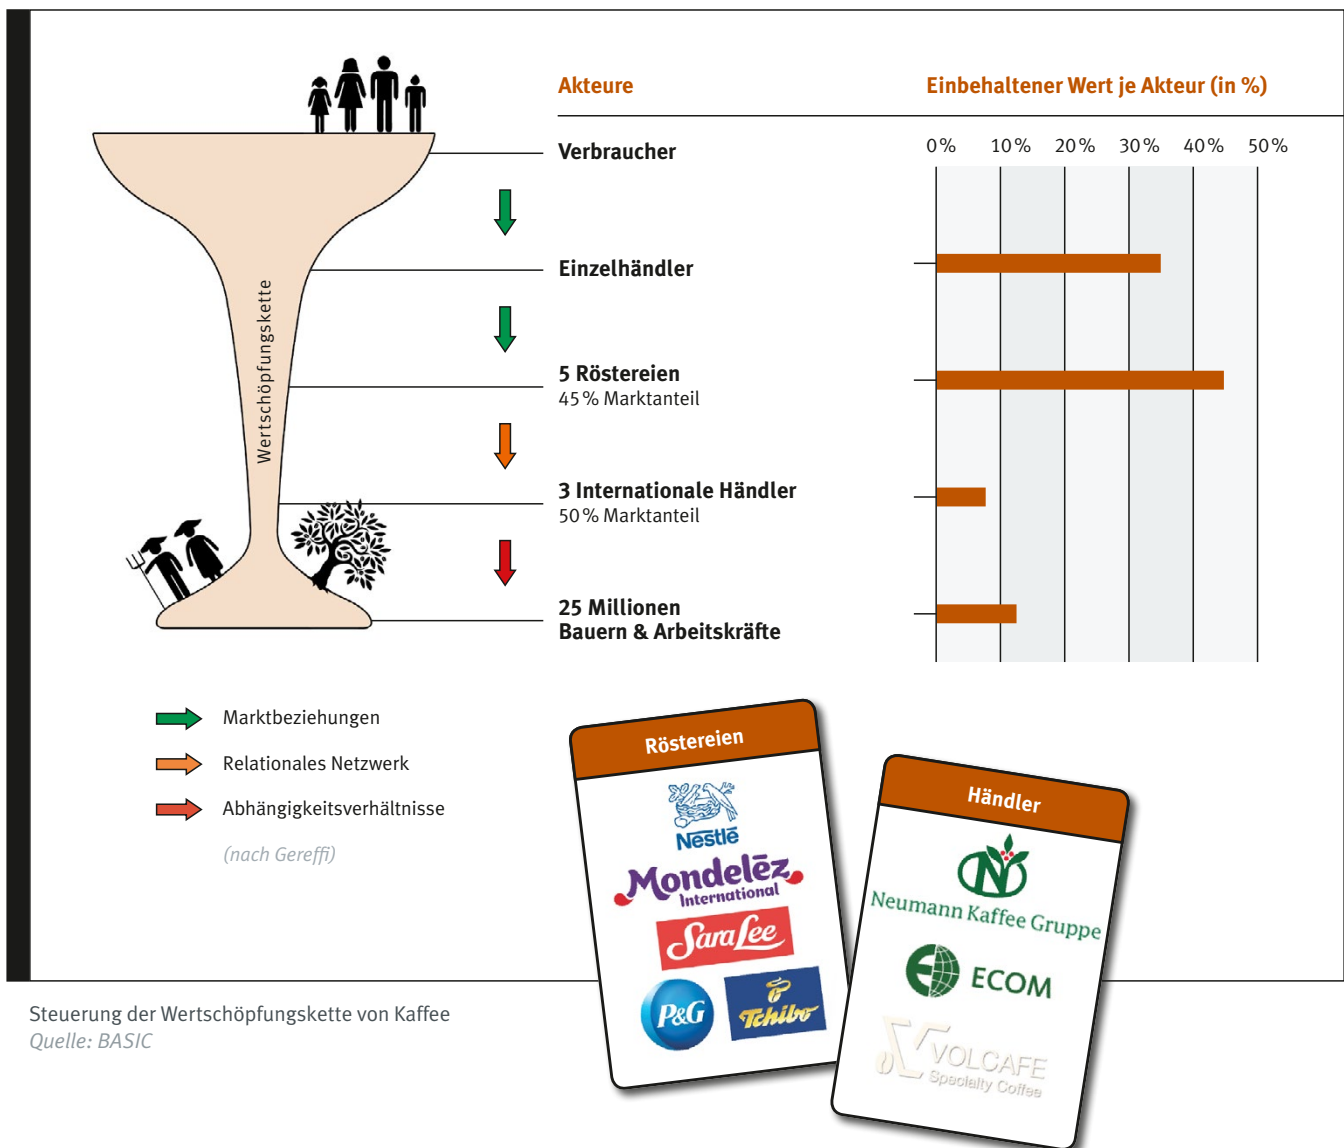 Akteure
Einbehaltener Wert je Akteur (in %)
0 % 10 % 20 % 30 % 40 % 50 %
Verbraucher
Einzelhändler
5 Röstereien
45 % Marktanteil
3 Internationale Händler
50 % Marktanteil
25 Millionen
Bauern & Arbeitskräfte
Wertschöpfungskette
Marktbeziehungen
Relationales Netzwerk
Abhängigkeitsverhältnisse
(nach Gereffi)
Röstereien
Nestlé
Mondelēz
International
Sara Lee
P&G
Tchibo
Händler
N
Neumann Kaffee Gruppe
ECOM
VOLCAFE
Specialty Coffee
Steuerung der Wertschöpfungskette von Kaffee
Quelle: BASIC